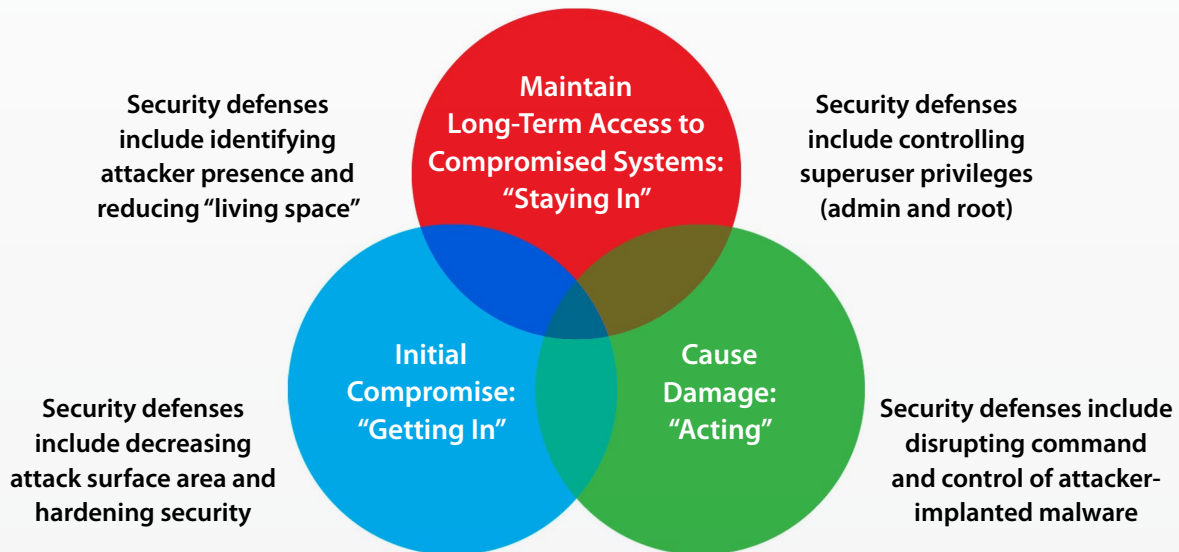 Maintain
Long-Term Access to
Compromised Systems:
“Staying In”
Security defenses
include identifying
attacker presence and
reducing “living space”
Security defenses
include controlling
superuser privileges
(admin and root)
Initial
Compromise:
“Getting In”
Cause
Damage:
“Acting”
Security defenses
include decreasing
attack surface area and
hardening security
Security defenses include
disrupting command
and control of attacker-
implanted malware